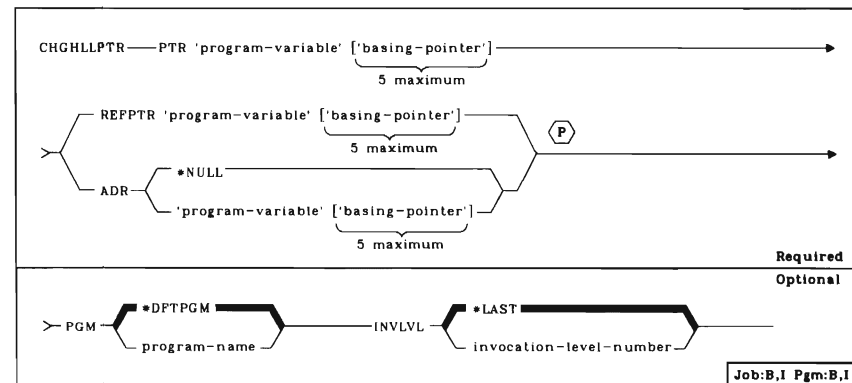 CHGHLLPTR PTR 'program-variable' ['basing-pointer']
5 maximum
REFPTR 'program-variable' ['basing-pointer']
5 maximum
P
ADR *NULL
'program-variable' ['basing-pointer']
5 maximum
Required
Optional
PGM *DFTPGM INVLVL *LAST
program-name invocation-level-number
Job:B,I Pgm:B,I